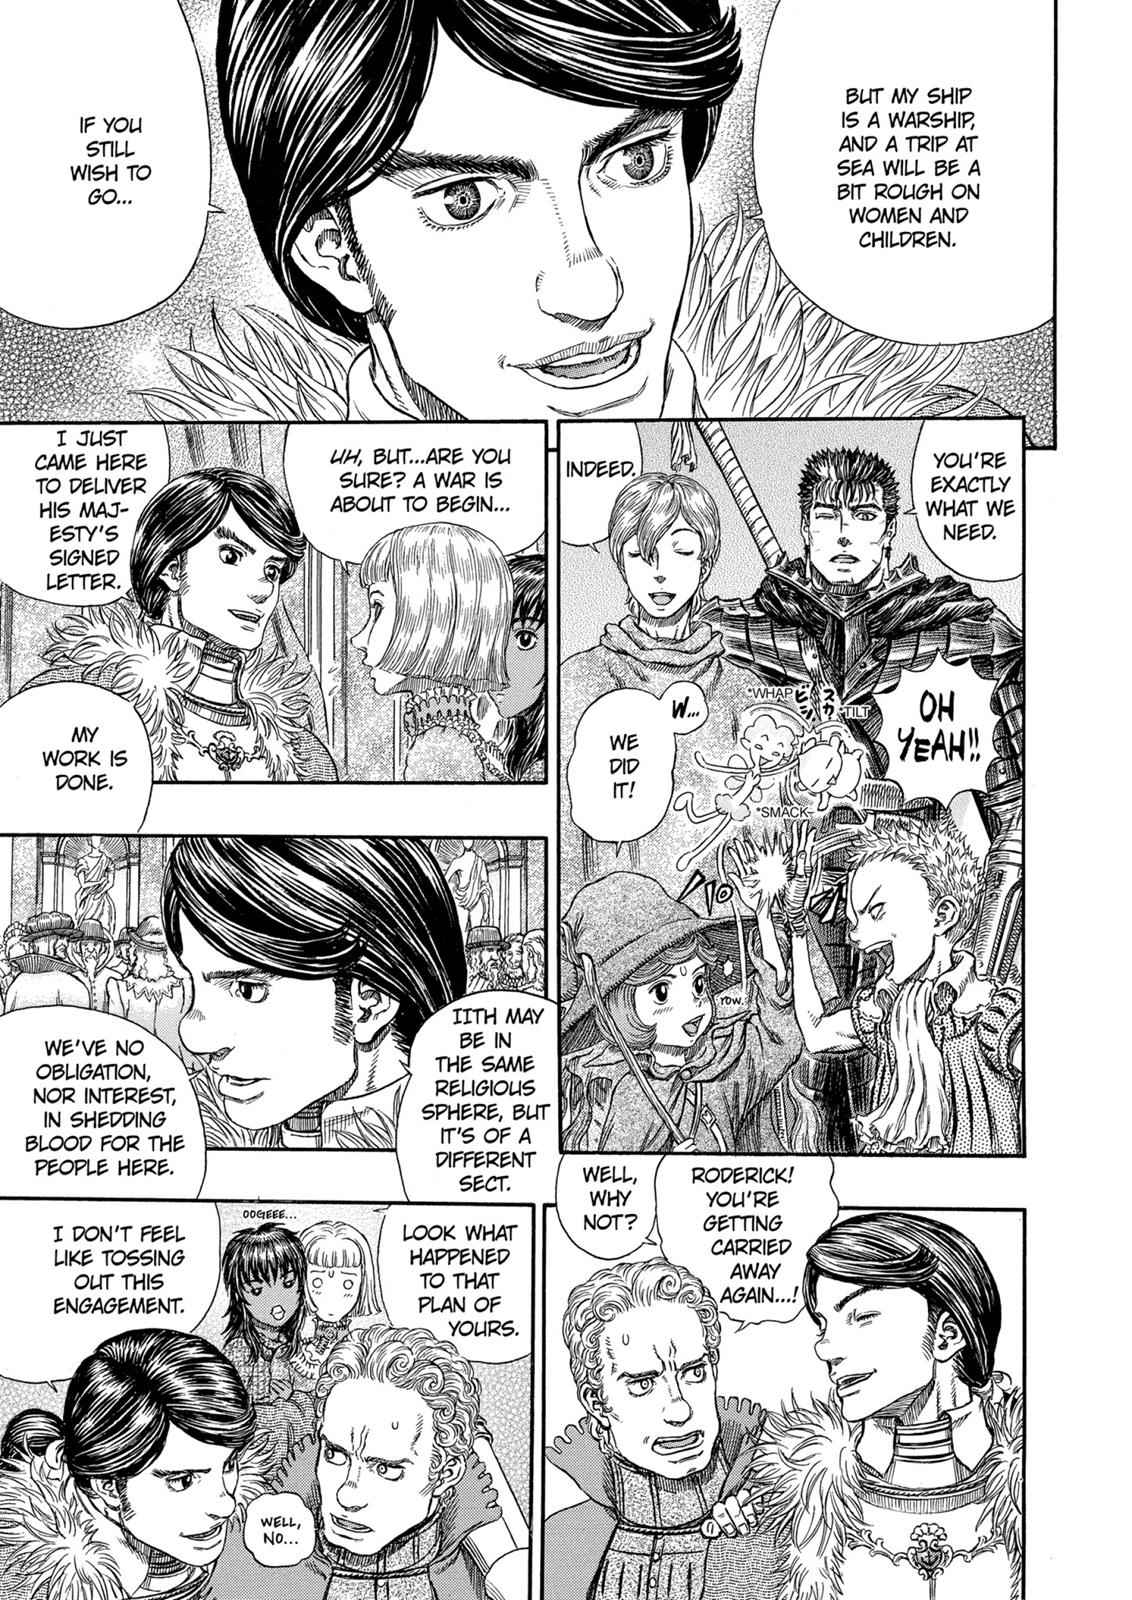 BUT MY SHIP
IS A WARSHIP,
AND A TRIP AT
SEA WILL BE A
BIT ROUGH ON
WOMEN AND
CHILDREN.
IF YOU
STILL
WISH TO
GO...
YOU'RE
EXACTLY
WHAT WE
NEED.
INDEED.
*WHAP
ビシ
スカ
*TILT
OH
YEAH!!
W...
WE
DID
IT!
*SMACK
row.
UH, BUT...ARE YOU
SURE? A WAR IS
ABOUT TO BEGIN...
I JUST
CAME HERE
TO DELIVER
HIS MAJ-
ESTY'S
SIGNED
LETTER.
MY
WORK IS
DONE.
IITH MAY
BE IN
THE SAME
RELIGIOUS
SPHERE, BUT
IT'S OF A
DIFFERENT
SECT.
WE'VE NO
OBLIGATION,
NOR INTEREST,
IN SHEDDING
BLOOD FOR THE
PEOPLE HERE.
RODERICK!
YOU'RE
GETTING
CARRIED
AWAY
AGAIN...!
WELL,
WHY
NOT?
LOOK WHAT
HAPPENED
TO THAT
PLAN OF
YOURS.
OOGEEE...
WELL,
NO...
I DON'T FEEL
LIKE TOSSING
OUT THIS
ENGAGEMENT.